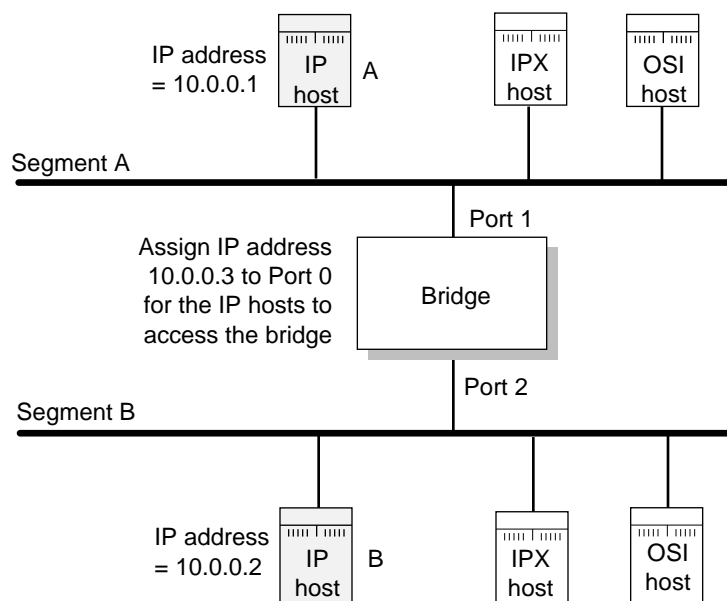 IP address
= 10.0.0.1
IP
host
A
IPX
host
OSI
host
Segment A
Port 1
Assign IP address
10.0.0.3 to Port 0
for the IP hosts to
access the bridge
Bridge
Port 2
Segment B
IP address
= 10.0.0.2
IP
host
B
IPX
host
OSI
host